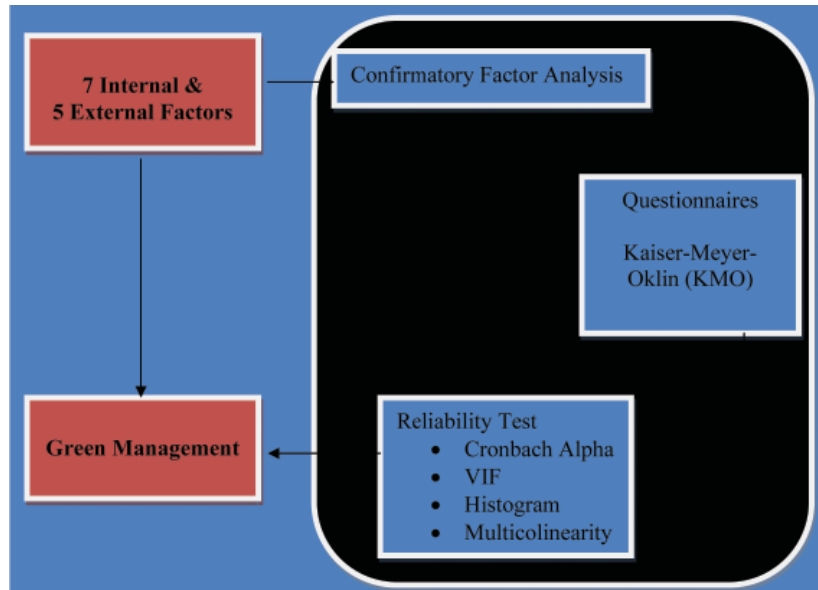 7 Internal &
5 External Factors
Confirmatory Factor Analysis
Questionnaires
Kaiser-Meyer-
Oklin (KMO)
Green Management
Reliability Test
• Cronbach Alpha
• VIF
• Histogram
• Multicolinearity